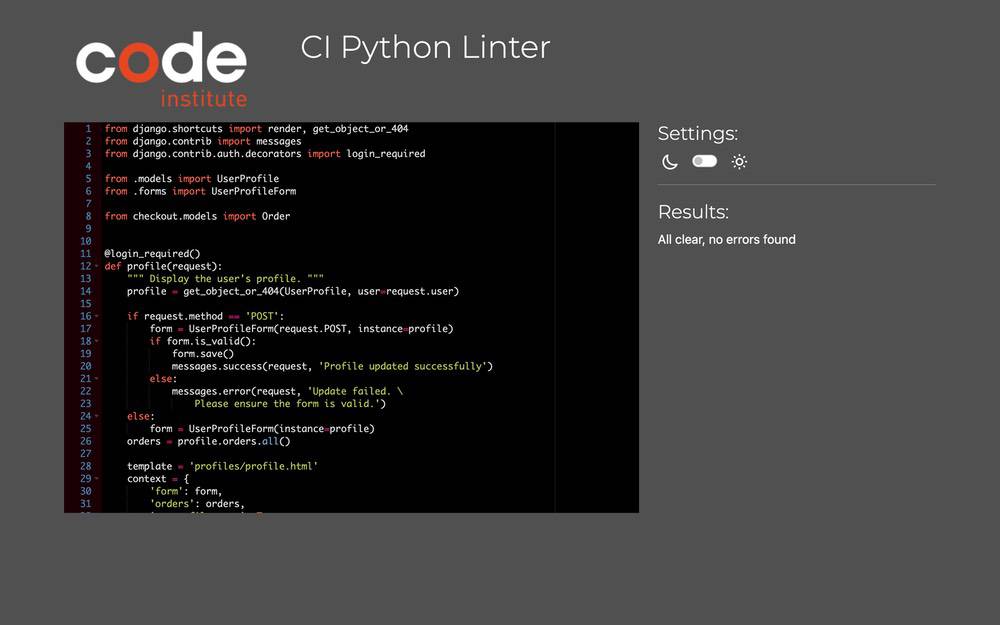 code
institute
CI Python Linter
1 from django.shortcuts import render, get_object_or_404
2 from django.contrib import messages
3 from django.contrib.auth.decorators import login_required
4
5 from .models import UserProfile
6 from .forms import UserProfileForm
7
8 from checkout.models import Order
9
10
11 @login_required()
12 def profile(request):
13     """ Display the user's profile. """
14     profile = get_object_or_404(UserProfile, user=request.user)
15
16     if request.method == 'POST':
17         form = UserProfileForm(request.POST, instance=profile)
18         if form.is_valid():
19             form.save()
20             messages.success(request, 'Profile updated successfully')
21         else:
22             messages.error(request, 'Update failed. \
23                 Please ensure the form is valid.')
24     else:
25         form = UserProfileForm(instance=profile)
26     orders = profile.orders.all()
27
28     template = 'profiles/profile.html'
29     context = {
30         'form': form,
31         'orders': orders,
Settings:
Results:
All clear, no errors found